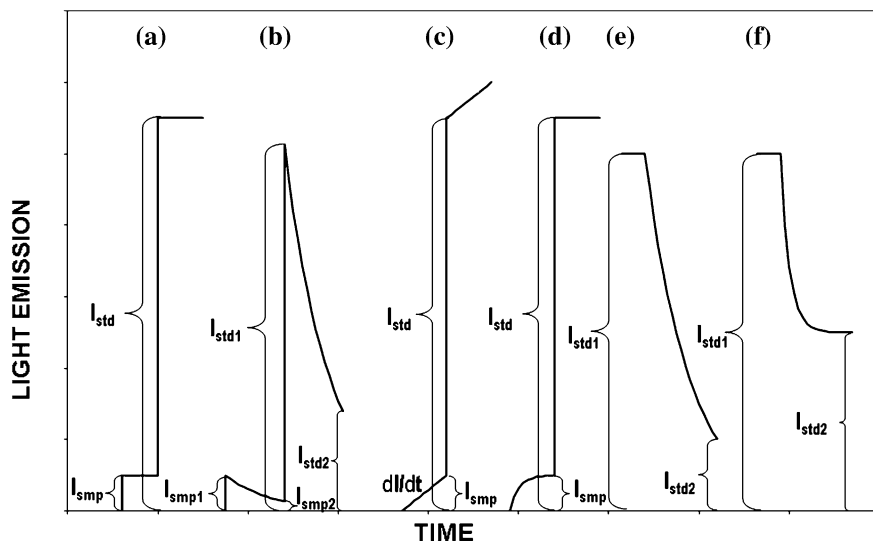 (a) (b) (c) (d) (e) (f)
LIGHT EMISSION
I_std
I_std1
I_std
I_std
I_std1
I_std1
I_smp
I_smp1
I_smp2
I_std2
dI/dt
I_smp
I_smp
I_std2
I_std2
TIME